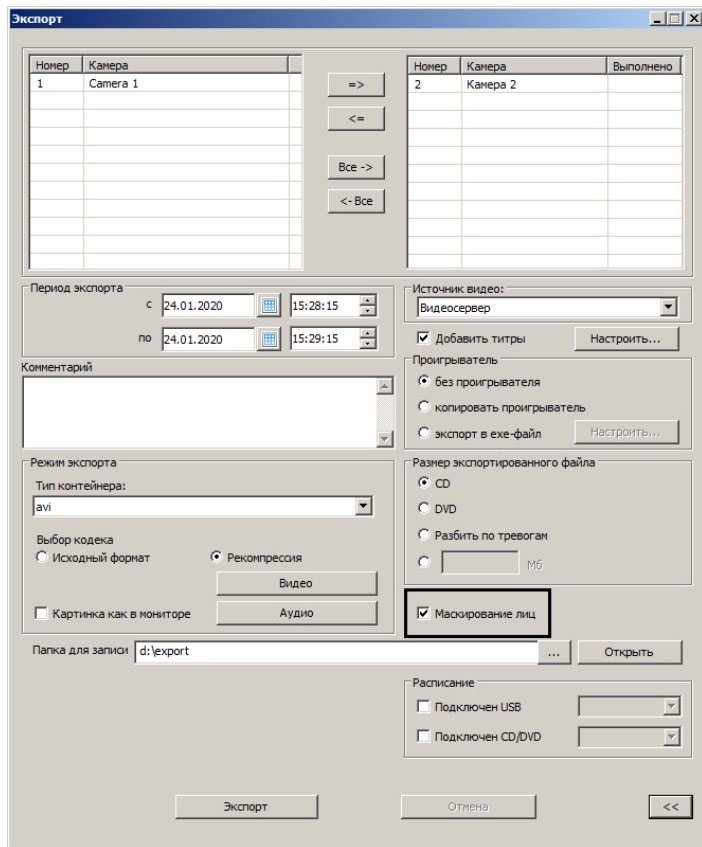 Экспорт
Номер Камера
1 Camera 1
=>
<=
Все ->
<- Все
Номер Камера Выполнено
2 Камера 2
Период экспорта
с 24.01.2020 15:28:15
по 24.01.2020 15:29:15
Источник видео:
Видеосервер
Добавить титры Настроить...
Комментарий
Проигрыватель
без проигрывателя
копировать проигрыватель
экспорт в exe-файл Настроить...
Режим экспорта
Тип контейнера:
avi
Выбор кодека
Исходный формат Рекомпрессия
Видео
Картинка как в мониторе Аудио
Размер экспортированного файла
CD
DVD
Разбить по тревогам
Мб
Маскирование лиц
Папка для записи d:\export ... Открыть
Расписание
Подключен USB
Подключен CD/DVD
Экспорт Отмена <<